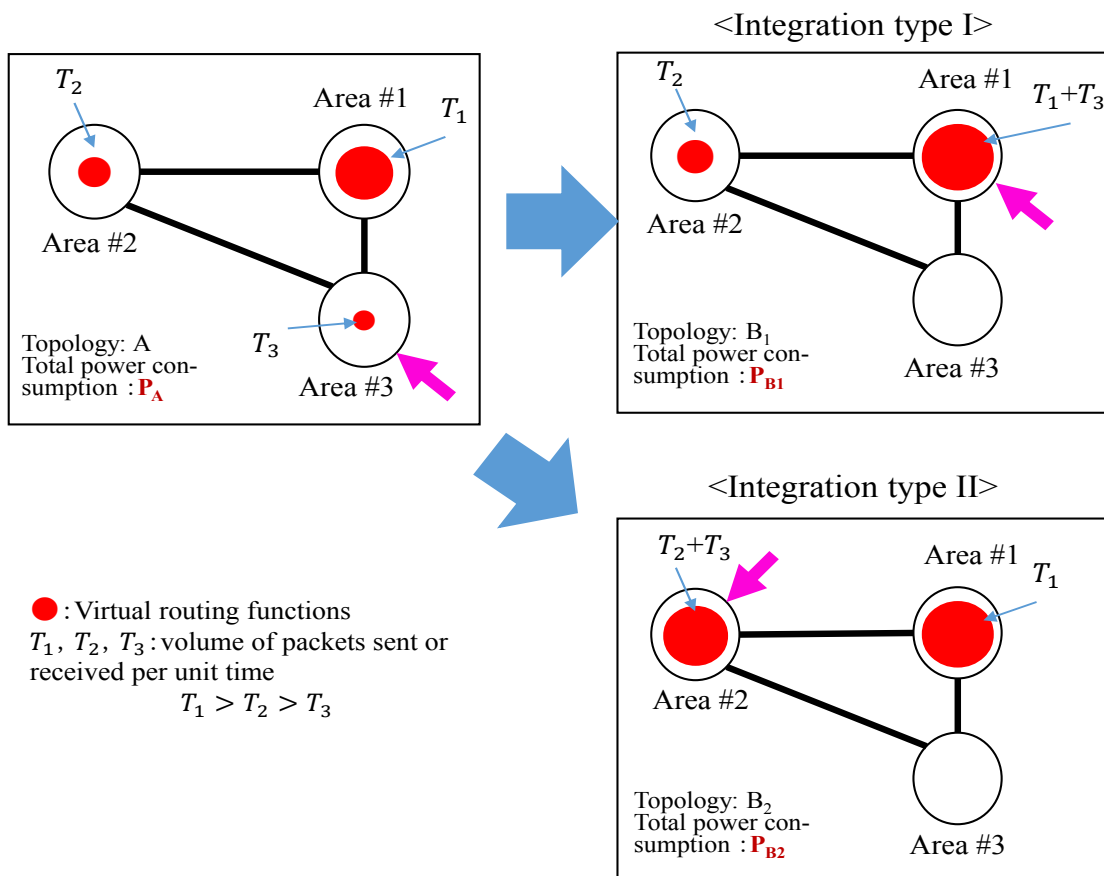 <Integration type I>
T₂
Area #1
T₁
Area #2
T₃
Area #3
Topology: A
Total power con-
sumption : P_A
T₂
Area #1
T₁+T₃
Area #2
Area #3
Topology: B₁
Total power con-
sumption : P_B1
<Integration type II>
T₂+T₃
Area #1
T₁
Area #2
Area #3
Topology: B₂
Total power con-
sumption : P_B2
: Virtual routing functions
T₁, T₂, T₃ : volume of packets sent or
received per unit time
T₁ > T₂ > T₃